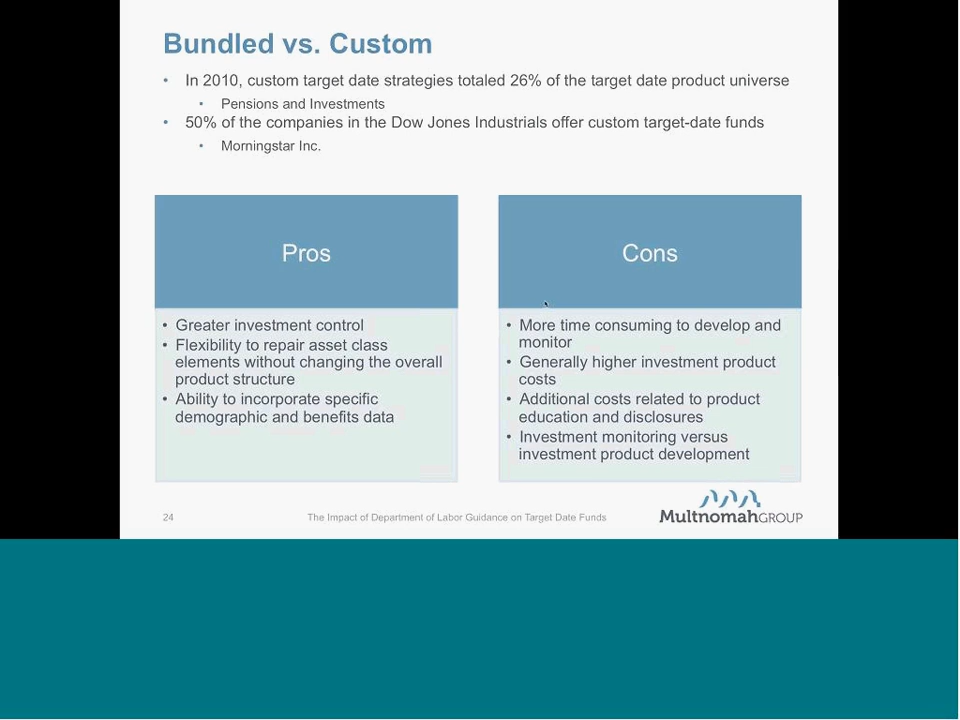 Bundled vs. Custom
• In 2010, custom target date strategies totaled 26% of the target date product universe
• Pensions and Investments
• 50% of the companies in the Dow Jones Industrials offer custom target-date funds
• Morningstar Inc.
Pros
• Greater investment control
• Flexibility to repair asset class
elements without changing the overall
product structure
• Ability to incorporate specific
demographic and benefits data
Cons
• More time consuming to develop and
monitor
• Generally higher investment product
costs
• Additional costs related to product
education and disclosures
• Investment monitoring versus
investment product development
24
The Impact of Department of Labor Guidance on Target Date Funds
MultnomahGROUP